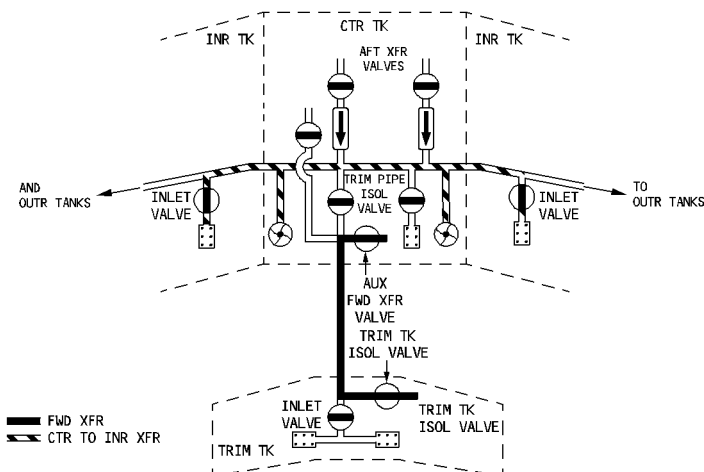 CTR TK
INR TK
INR TK
AFT XFR
VALVES
TRIM PIPE
ISOL
VALVE
AND
OUTR TANKS
INLET
VALVE
INLET
VALVE
TO
OUTR TANKS
AUX
FWD XFR
VALVE
TRIM TK
ISOL VALVE
INLET
VALVE
TRIM TK
ISOL VALVE
TRIM TK
FWD XFR
CTR TO INR XFR